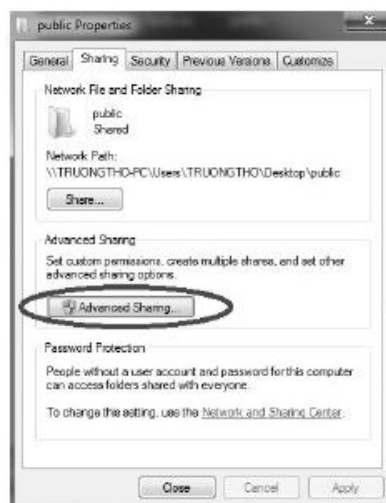 public Properties
General Sharing Security Previous Versions Customize
Network File and Folder Sharing
public
Shared
Network Path:
\\TRUONGTHO-PC\Users\TRUONGTHO\Desktop\public
Share...
Advanced Sharing
Set custom permissions, create multiple shares, and set other
advanced sharing options.
Advanced Sharing...
Password Protection
People without a user account and password for this computer
can access folders shared with everyone.
To change this setting, use the Network and Sharing Center.
Close Cancel Apply